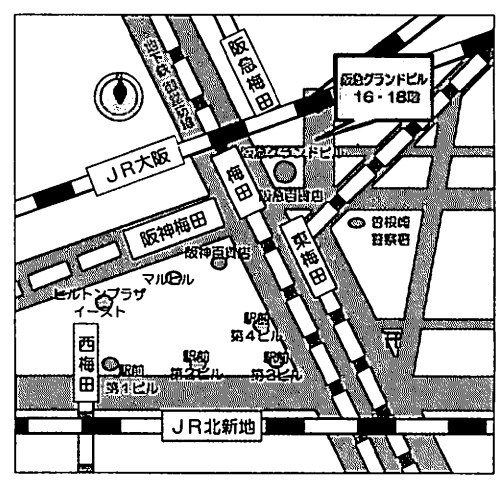 地下鉄御堂筋線
阪急梅田
阪急グランドビル
16・18階
JR大阪
阪急グランドビル
梅田
阪急百貨店
阪神梅田
東梅田
曽根崎
警察署
阪神百貨店
マルビル
ヒルトンプラザ
イースト
駅前
第4ビル
西梅田
駅前
第1ビル
駅前
第2ビル
駅前
第3ビル
JR北新地